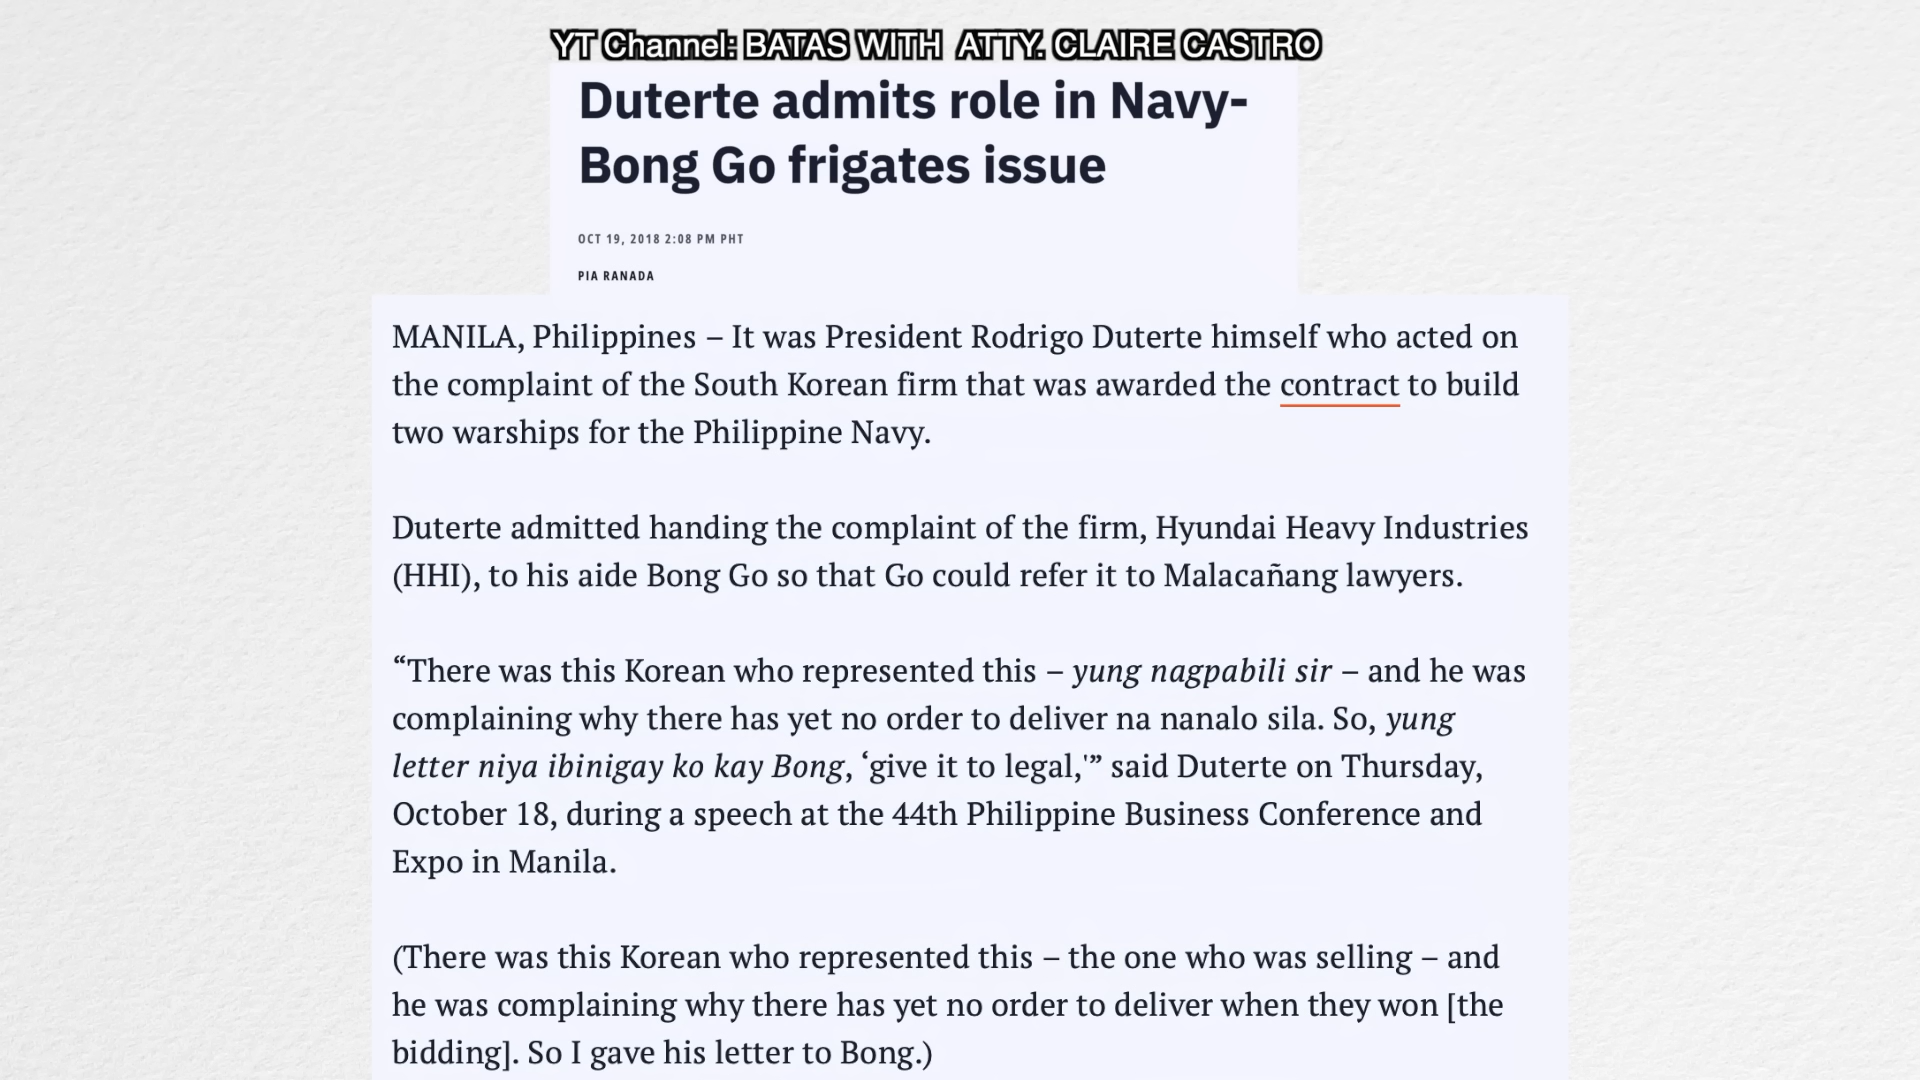 YT Channel: BATAS WITH ATTY. CLAIRE CASTRO
Duterte admits role in Navy-
Bong Go frigates issue
OCT 19, 2018 2:08 PM PHT
PIA RANADA
MANILA, Philippines – It was President Rodrigo Duterte himself who acted on
the complaint of the South Korean firm that was awarded the contract to build
two warships for the Philippine Navy.
Duterte admitted handing the complaint of the firm, Hyundai Heavy Industries
(HHI), to his aide Bong Go so that Go could refer it to Malacañang lawyers.
“There was this Korean who represented this – yung nagpabili sir – and he was
complaining why there has yet no order to deliver na nanalo sila. So, yung
letter niya ibinigay ko kay Bong, ‘give it to legal,'” said Duterte on Thursday,
October 18, during a speech at the 44th Philippine Business Conference and
Expo in Manila.
(There was this Korean who represented this – the one who was selling – and
he was complaining why there has yet no order to deliver when they won [the
bidding]. So I gave his letter to Bong.)